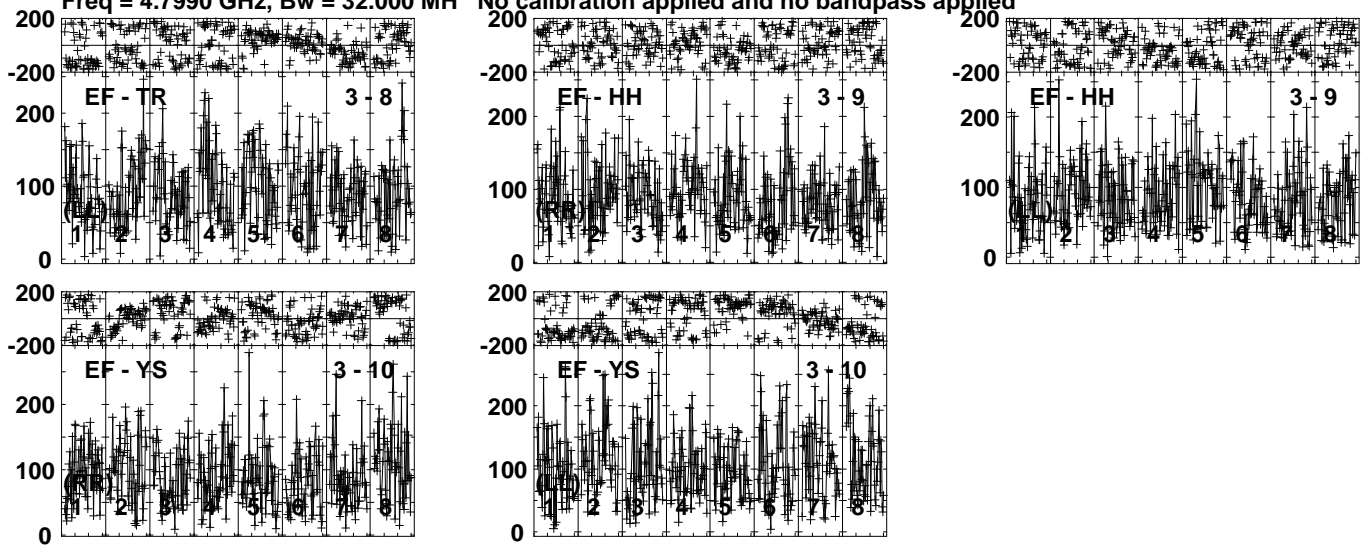 Freq = 4.7990 GHz, Bw = 32.000 MH No calibration applied and no bandpass applied
200
-200
EF - TR 3 - 8
200
100
(LL)
1 2 3 4 5 6 7 8
0
200
-200
EF - HH 3 - 9
200
100
(RR)
1 2 3 4 5 6 7 8
0
200
-200
EF - HH 3 - 9
200
100
(LL)
1 2 3 4 5 6 7 8
0
200
-200
EF - YS 3 - 10
200
100
(RR)
1 2 3 4 5 6 7 8
0
200
-200
EF - YS 3 - 10
200
100
(LL)
1 2 3 4 5 6 7 8
0